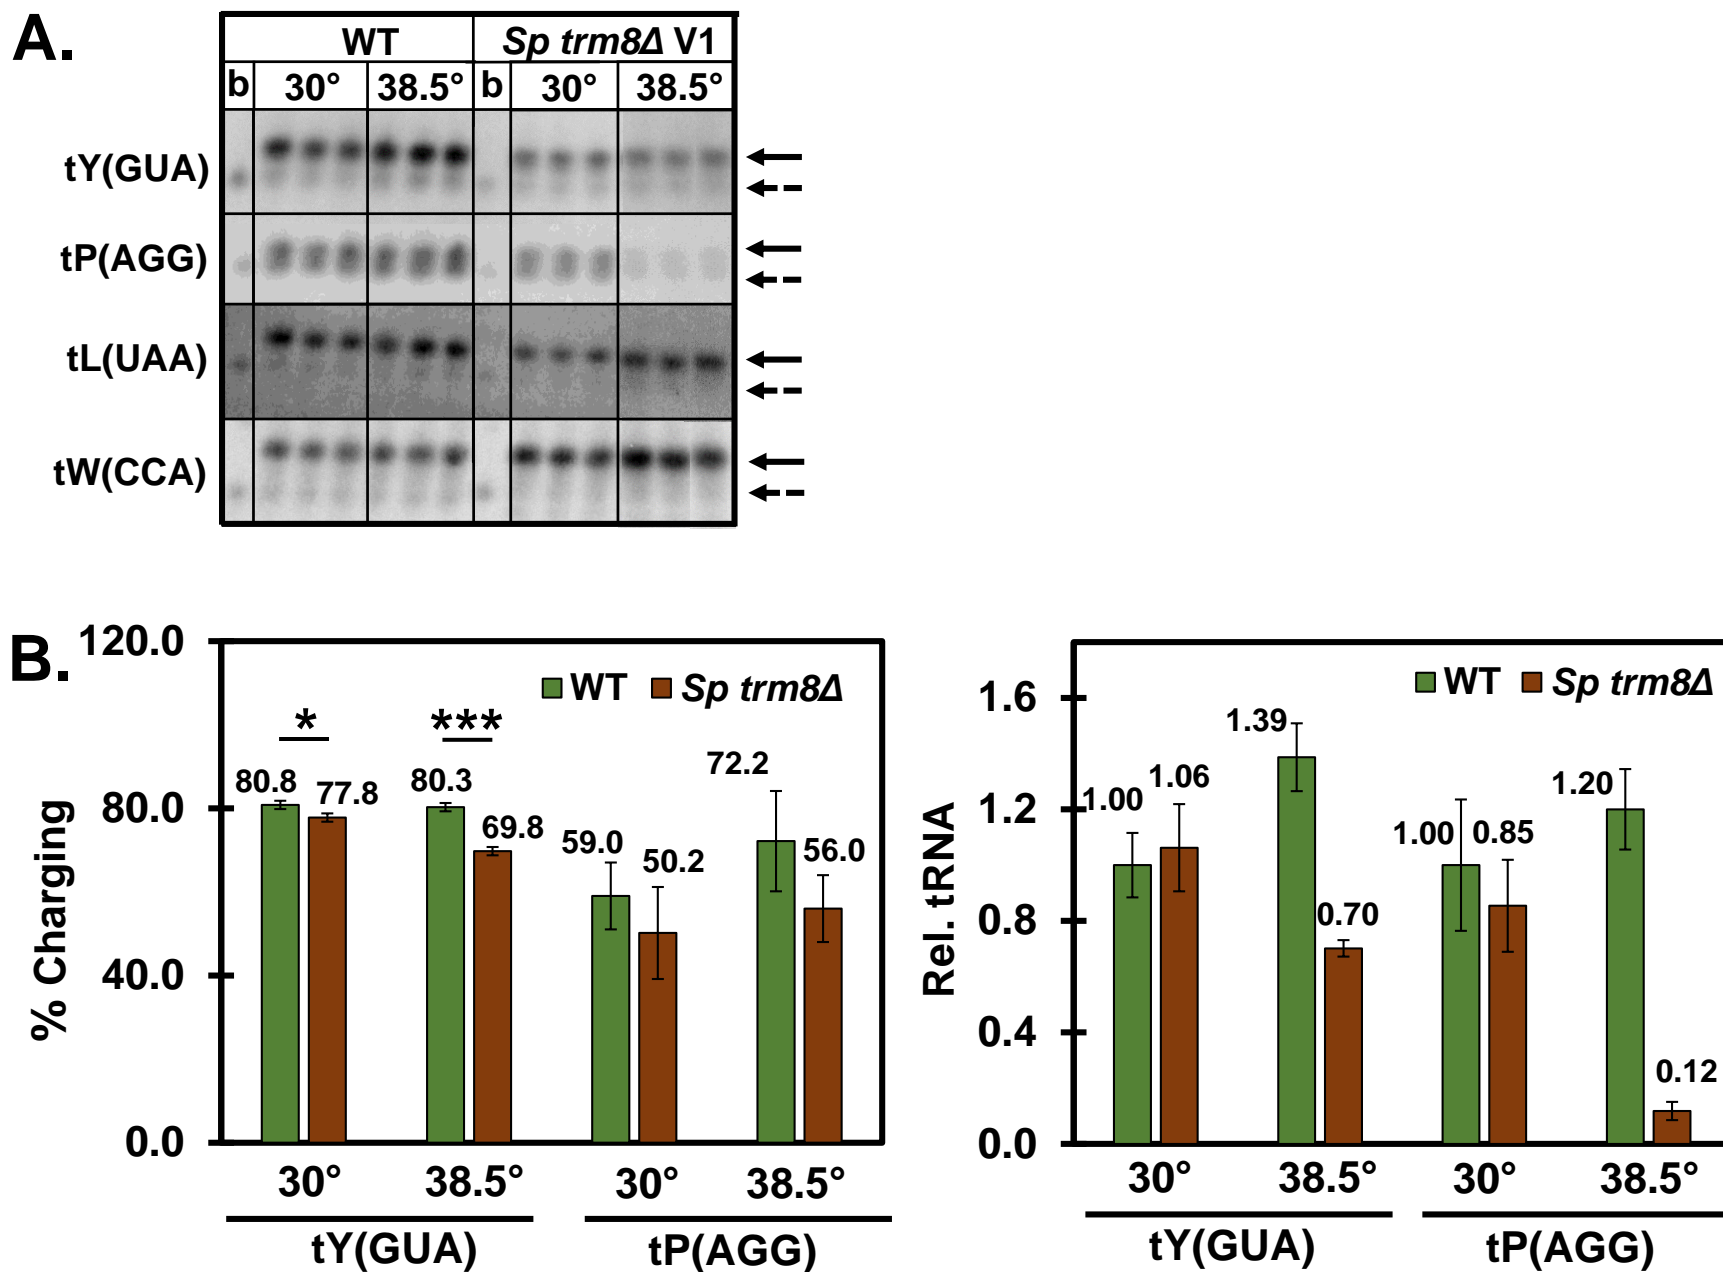 A.
WT Sp trm8Δ V1
b 30° 38.5° b 30° 38.5°
tY(GUA)
tP(AGG)
tL(UAA)
tW(CCA)
B.
% Charging
120.0
80.0
40.0
0.0
WT Sp trm8Δ
* ***
80.8 77.8 80.3 69.8 59.0 50.2 72.2 56.0
30° 38.5° 30° 38.5°
tY(GUA) tP(AGG)
Rel. tRNA
1.6
1.2
0.8
0.4
0.0
WT Sp trm8Δ
1.00 1.06 1.39 0.70 1.00 0.85 1.20 0.12
30° 38.5° 30° 38.5°
tY(GUA) tP(AGG)